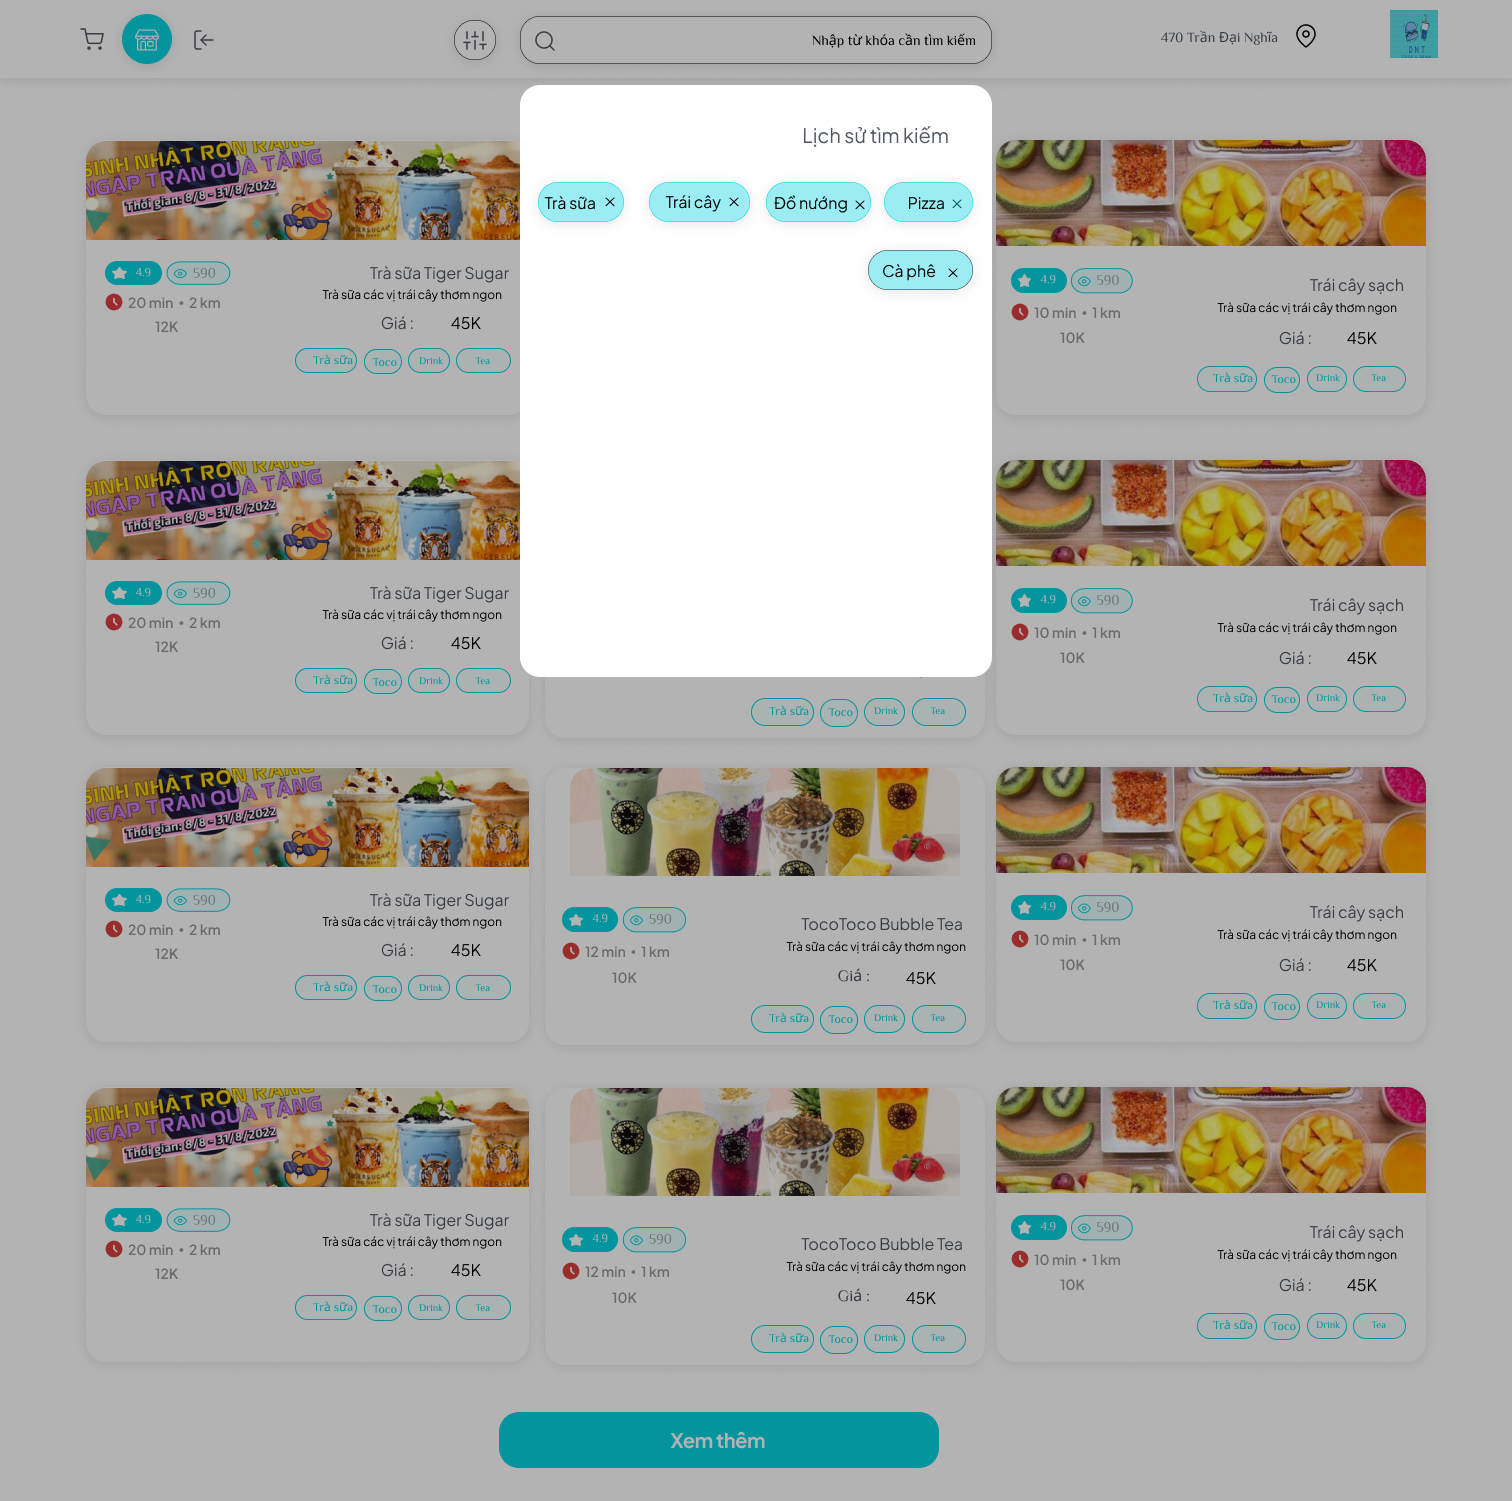 Nhập từ khóa cần tìm kiếm
470 Trần Đại Nghĩa
DNT
Lịch sử tìm kiếm
Trà sữa
Trái cây
Đồ nướng
Pizza
Cà phê
SINH NHẬT RỘN RÀNG
NGẬP TRÀN QUÀ TẶNG
Thời gian: 8/8 - 31/8/2022
4.9 590
20 min • 2 km
12K
Trà sữa Tiger Sugar
Trà sữa các vị trái cây thơm ngon
Giá : 45K
Trà sữa Toco Drink Tea
4.9 590
10 min • 1 km
10K
Trái cây sạch
Trà sữa các vị trái cây thơm ngon
Giá : 45K
Trà sữa Toco Drink Tea
SINH NHẬT RỘN RÀNG
NGẬP TRÀN QUÀ TẶNG
Thời gian: 8/8 - 31/8/2022
TIGER SUGAR
4.9 590
20 min • 2 km
12K
Trà sữa Tiger Sugar
Trà sữa các vị trái cây thơm ngon
Giá : 45K
Trà sữa Toco Drink Tea
Trà sữa Toco Drink Tea
4.9 590
10 min • 1 km
10K
Trái cây sạch
Trà sữa các vị trái cây thơm ngon
Giá : 45K
Trà sữa Toco Drink Tea
SINH NHẬT RỘN RÀNG
NGẬP TRÀN QUÀ TẶNG
Thời gian: 8/8 - 31/8/2022
TIGER SUGAR
4.9 590
20 min • 2 km
12K
Trà sữa Tiger Sugar
Trà sữa các vị trái cây thơm ngon
Giá : 45K
Trà sữa Toco Drink Tea
4.9 590
12 min • 1 km
10K
TocoToco Bubble Tea
Trà sữa các vị trái cây thơm ngon
Giá : 45K
Trà sữa Toco Drink Tea
4.9 590
10 min • 1 km
10K
Trái cây sạch
Trà sữa các vị trái cây thơm ngon
Giá : 45K
Trà sữa Toco Drink Tea
SINH NHẬT RỘN RÀNG
NGẬP TRÀN QUÀ TẶNG
Thời gian: 8/8 - 31/8/2022
TIGER SUGAR
4.9 590
20 min • 2 km
12K
Trà sữa Tiger Sugar
Trà sữa các vị trái cây thơm ngon
Giá : 45K
Trà sữa Toco Drink Tea
4.9 590
12 min • 1 km
10K
TocoToco Bubble Tea
Trà sữa các vị trái cây thơm ngon
Giá : 45K
Trà sữa Toco Drink Tea
4.9 590
10 min • 1 km
10K
Trái cây sạch
Trà sữa các vị trái cây thơm ngon
Giá : 45K
Trà sữa Toco Drink Tea
Xem thêm